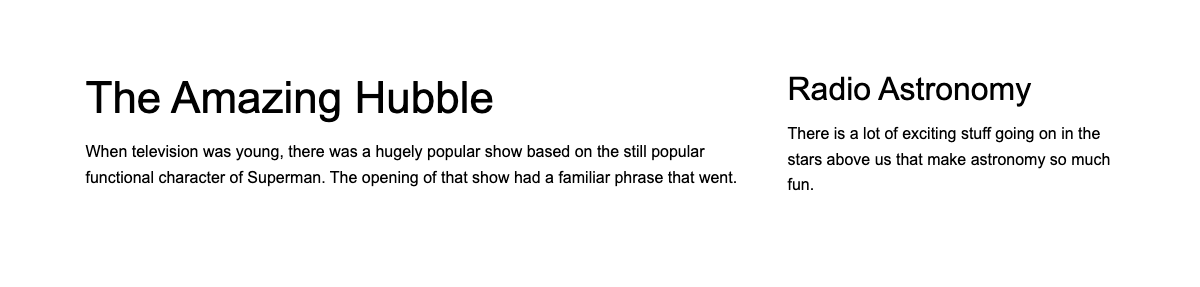 The Amazing Hubble
When television was young, there was a hugely popular show based on the still popular
functional character of Superman. The opening of that show had a familiar phrase that went.
Radio Astronomy
There is a lot of exciting stuff going on in the
stars above us that make astronomy so much
fun.